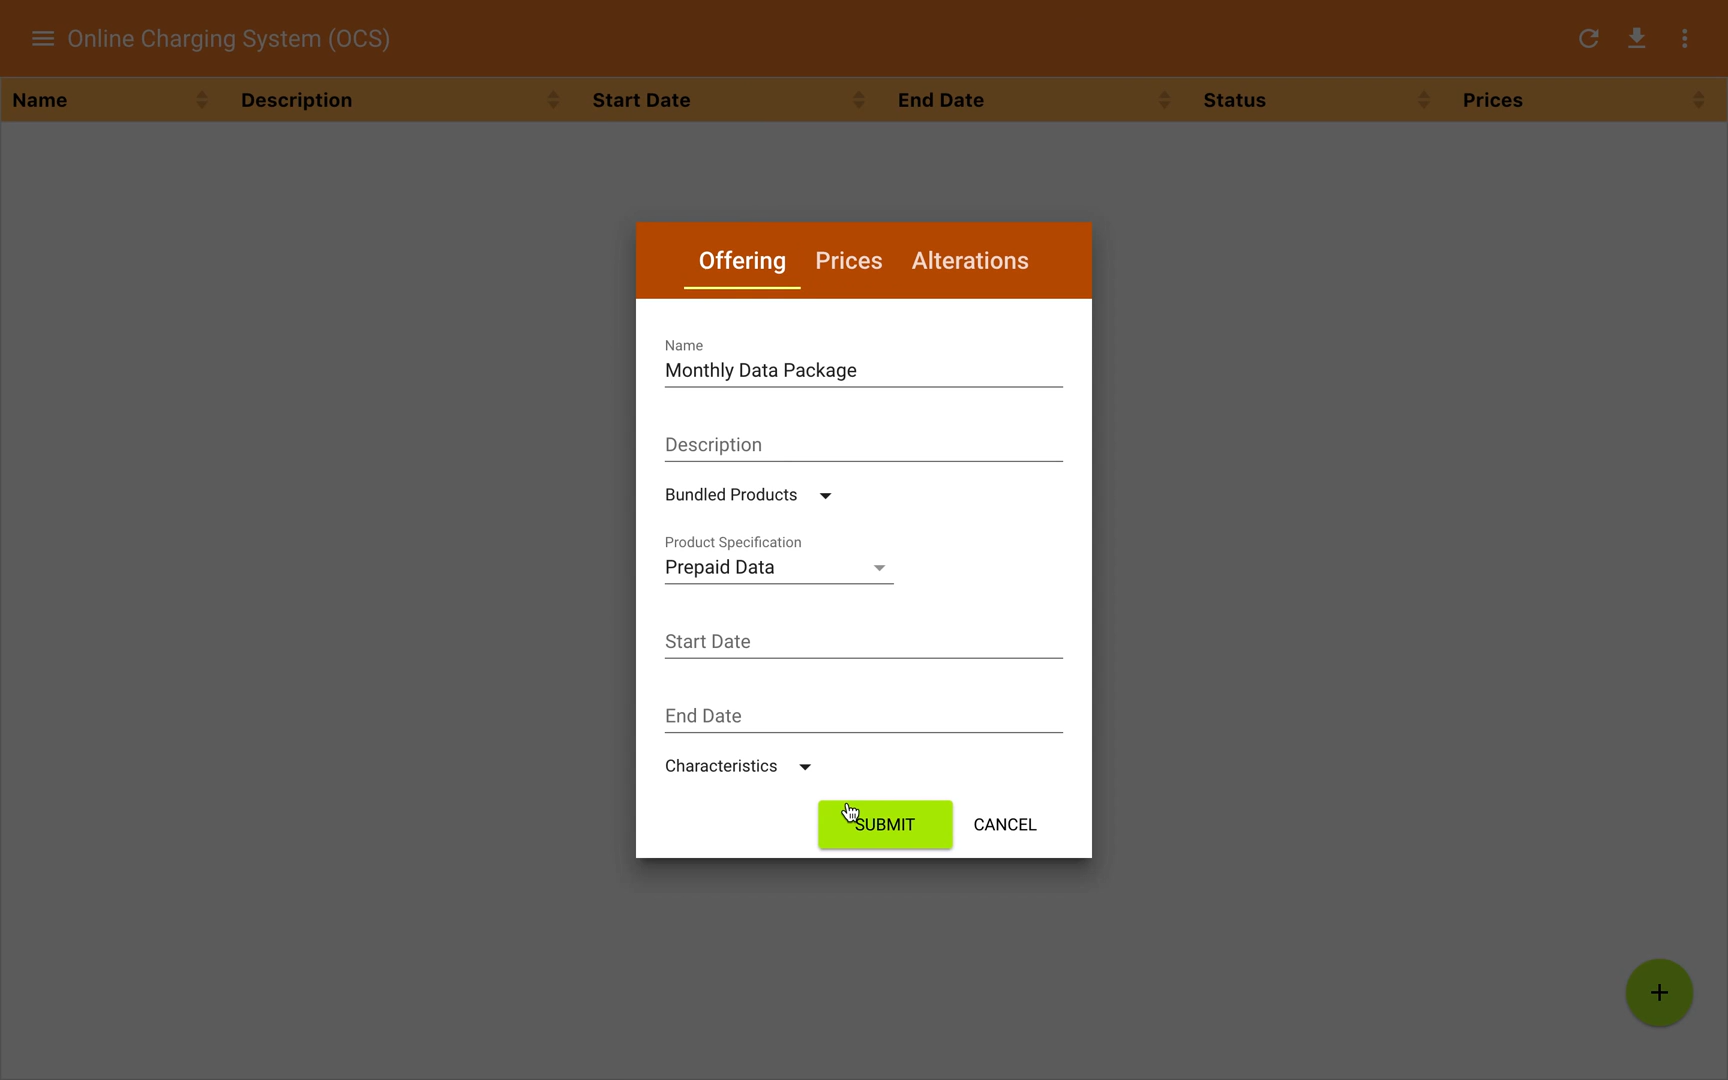 Online Charging System (OCS)
Name Description Start Date End Date Status Prices
Offering Prices Alterations
Name
Monthly Data Package
Description
Bundled Products
Product Specification
Prepaid Data
Start Date
End Date
Characteristics
SUBMIT CANCEL